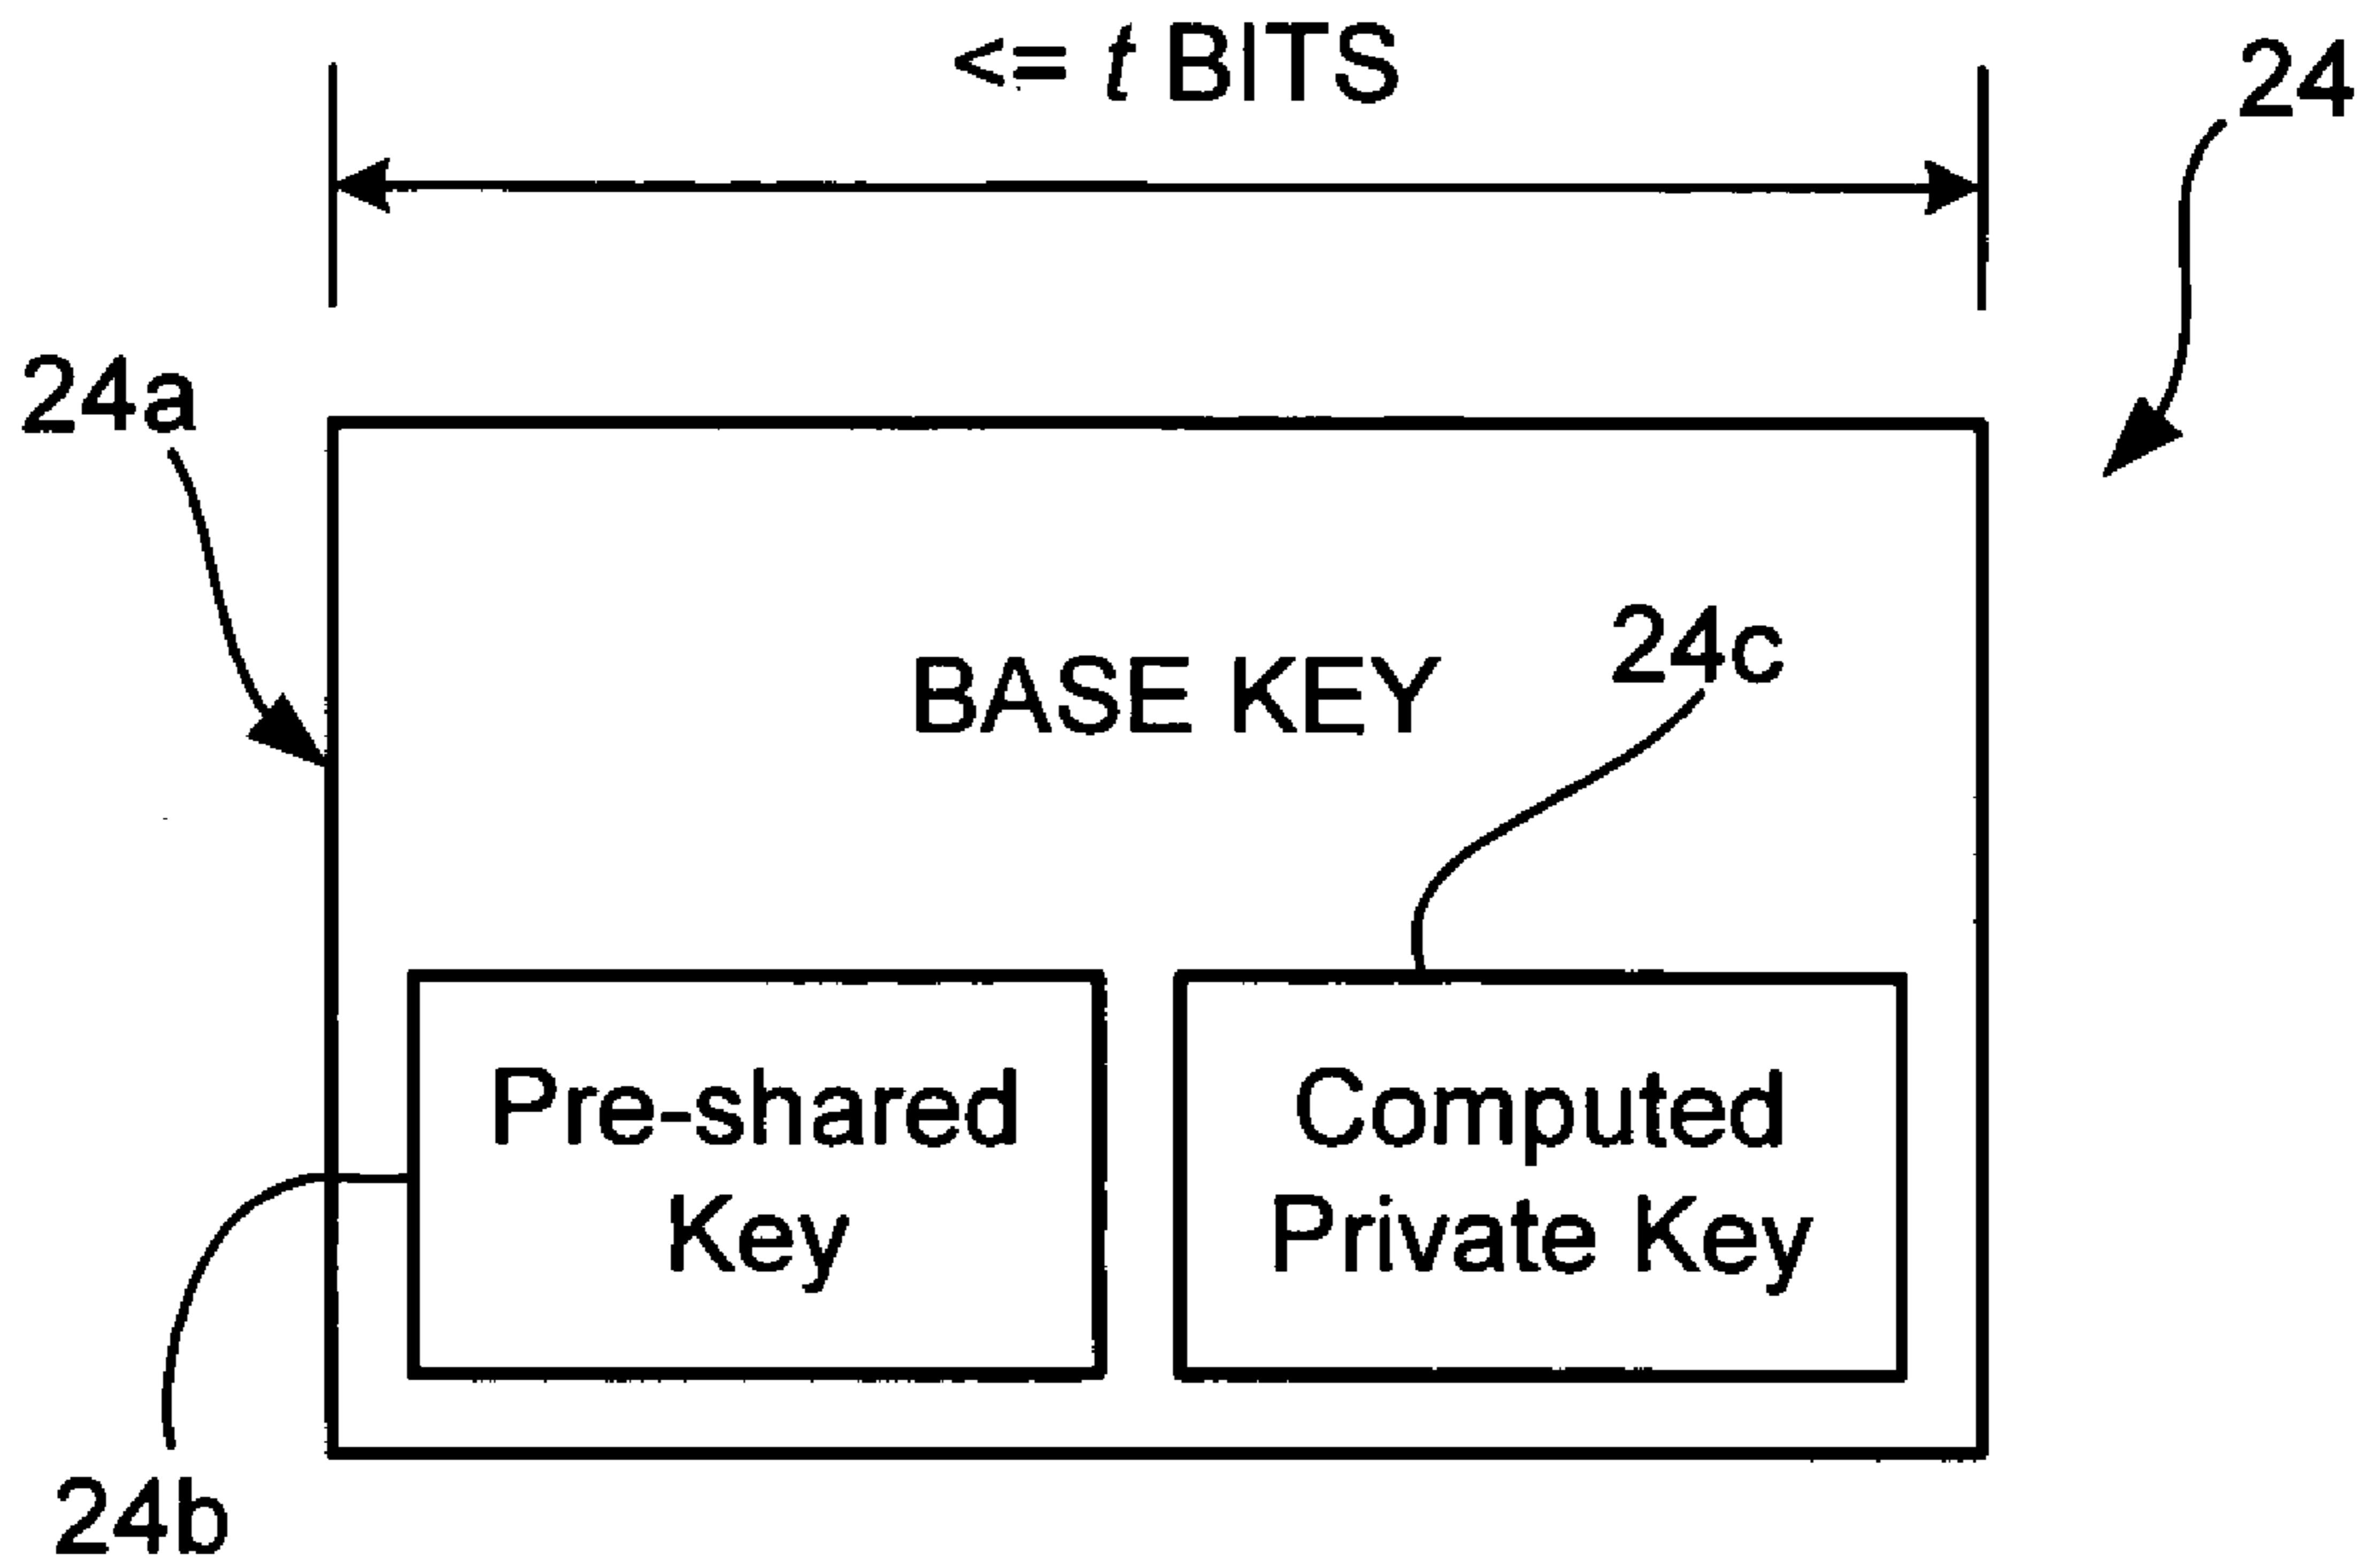 <= t BITS
24
24a
24c
BASE KEY
Pre-shared
Key
Computed
Private Key
24b